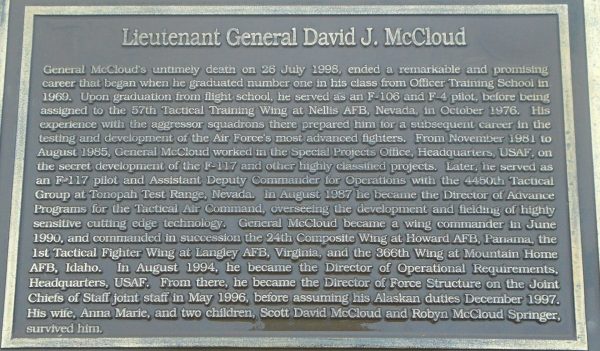 Lieutenant General David J. McCloud
General McCloud's untimely death on 26 July 1998, ended a remarkable and promising
career that began when he graduated number one in his class from Officer Training School in
1969. Upon graduation from flight school, he served as an F-106 and F-4 pilot, before being
assigned to the 57th Tactical Training Wing at Nellis AFB, Nevada, in October 1976. His
experience with the aggressor squadrons there prepared him for a subsequent career in the
testing and development of the Air Force's most advanced fighters. From November 1981 to
August 1985, General McCloud worked in the Special Projects Office, Headquarters, USAF, on
the secret development of the F-117 and other highly classified projects. Later, he served as
an F-117 pilot and Assistant Deputy Commander for Operations with the 4450th Tactical
Group at Tonopah Test Range, Nevada. In August 1987 he became the Director of Advance
Programs for the Tactical Air Command, overseeing the development and fielding of highly
sensitive cutting edge technology. General McCloud became a wing commander in June
1990, and commanded in succession the 24th Composite Wing at Howard AFB, Panama, the
1st Tactical Fighter Wing at Langley AFB, Virginia, and the 366th Wing at Mountain Home
AFB, Idaho. In August 1994, he became the Director of Operational Requirements,
Headquarters, USAF. From there, he became the Director of Force Structure on the Joint
Chiefs of Staff joint staff in May 1996, before assuming his Alaskan duties December 1997.
His wife, Anna Marie, and two children, Scott David McCloud and Robyn McCloud Springer,
survived him.